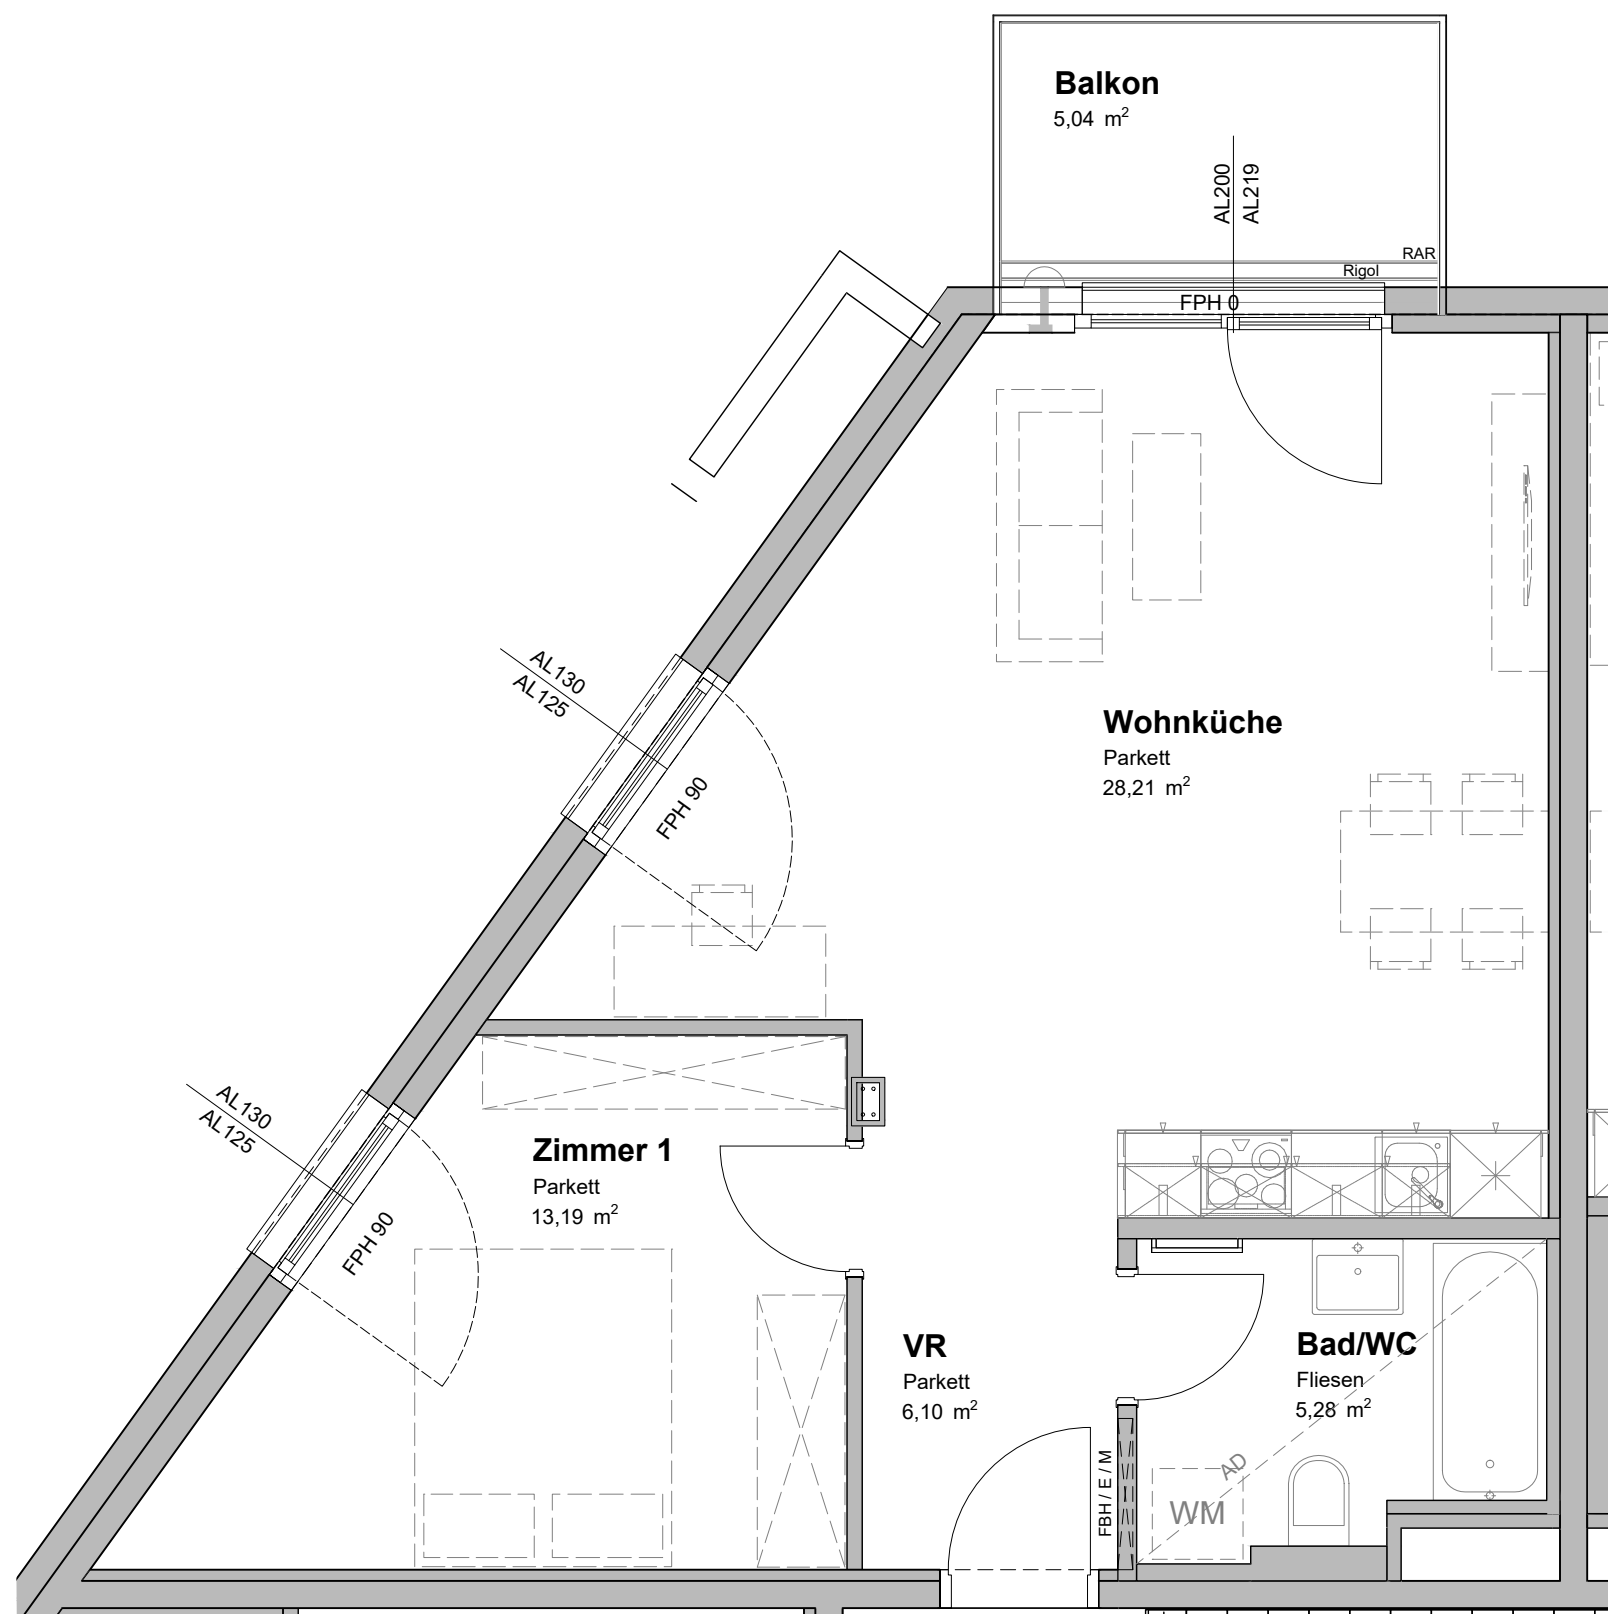 Balkon
5,04 m²
AL200
AL219
RAR
Rigol
FPH 0
AL130
AL125
FPH 90
Wohnküche
Parkett
28,21 m²
AL130
AL125
FPH 90
Zimmer 1
Parkett
13,19 m²
VR
Parkett
6,10 m²
Bad/WC
Fliesen
5,28 m²
FBH / E / M
AD
WM